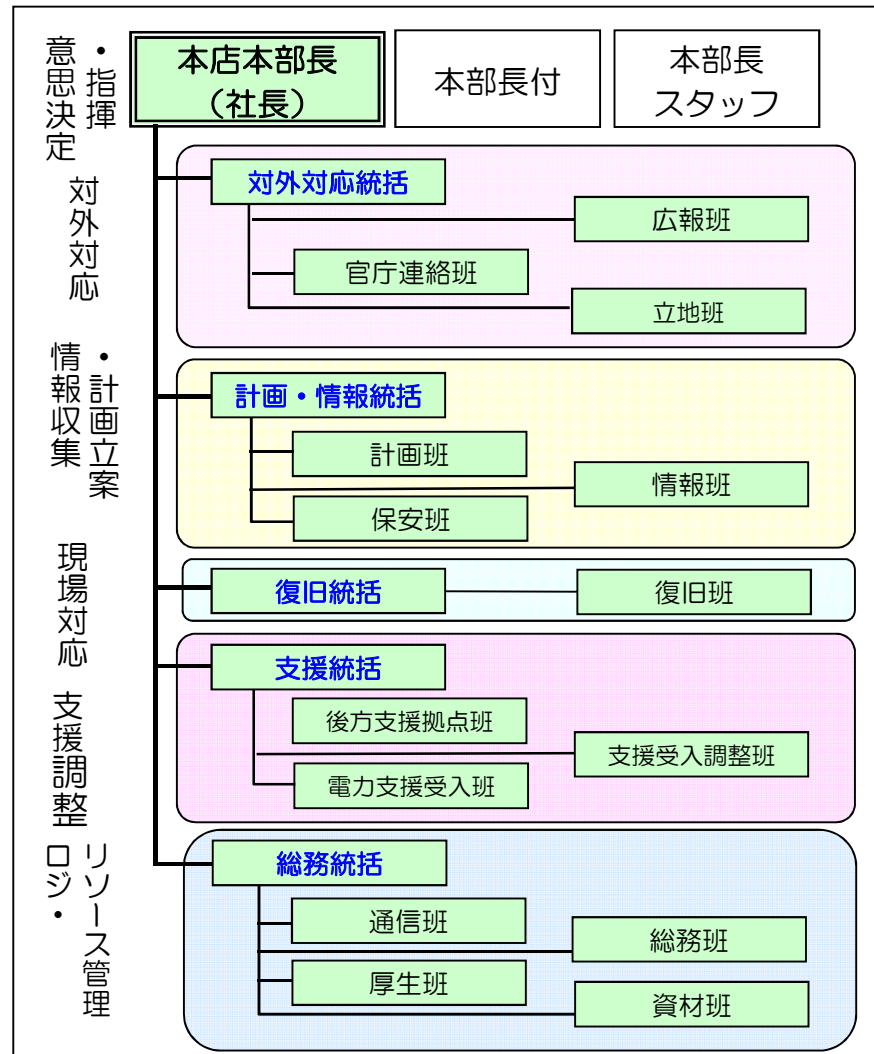 意思決定
・指揮
本店本部長
(社長)
本部長付
本部長
スタッフ
対外対応
対外対応統括
広報班
官庁連絡班
立地班
情報収集
・計画立案
計画・情報統括
計画班
情報班
保安班
現場対応
復旧統括
復旧班
支援調整
支援統括
後方支援拠点班
支援受入調整班
電力支援受入班
ロジ・
リソース管理
総務統括
通信班
総務班
厚生班
資材班